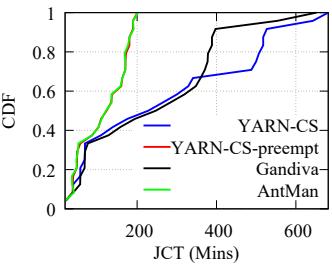 1
0.8
0.6
0.4
0.2
0
CDF
YARN-CS
YARN-CS-preempt
Gandiva
AntMan
200 400 600
JCT (Mins)